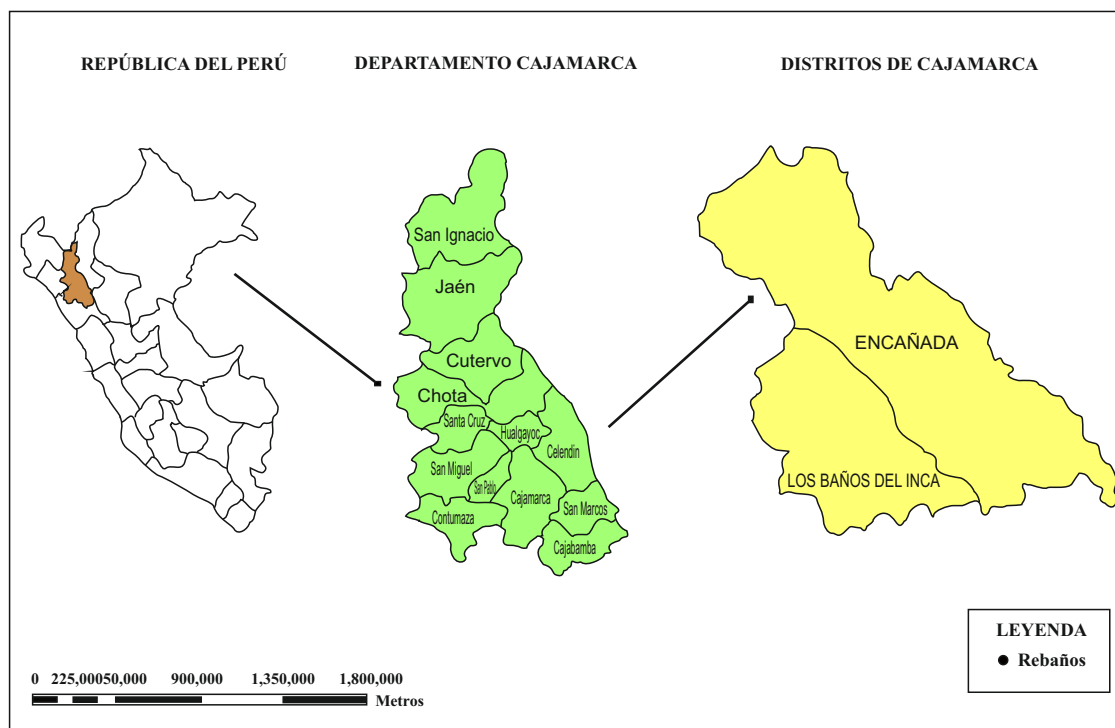 REPÚBLICA DEL PERÚ
DEPARTAMENTO CAJAMARCA
DISTRITOS DE CAJAMARCA
San Ignacio
Jaén
Cutervo
Chota
Santa Cruz
Hualgayoc
Celendín
San Miguel
San Pablo
Cajamarca
San Marcos
Contumaza
Cajabamba
ENCAÑADA
LOS BAÑOS DEL INCA
LEYENDA
Rebaños
0 225,00050,000 900,000 1,350,000 1,800,000
Metros